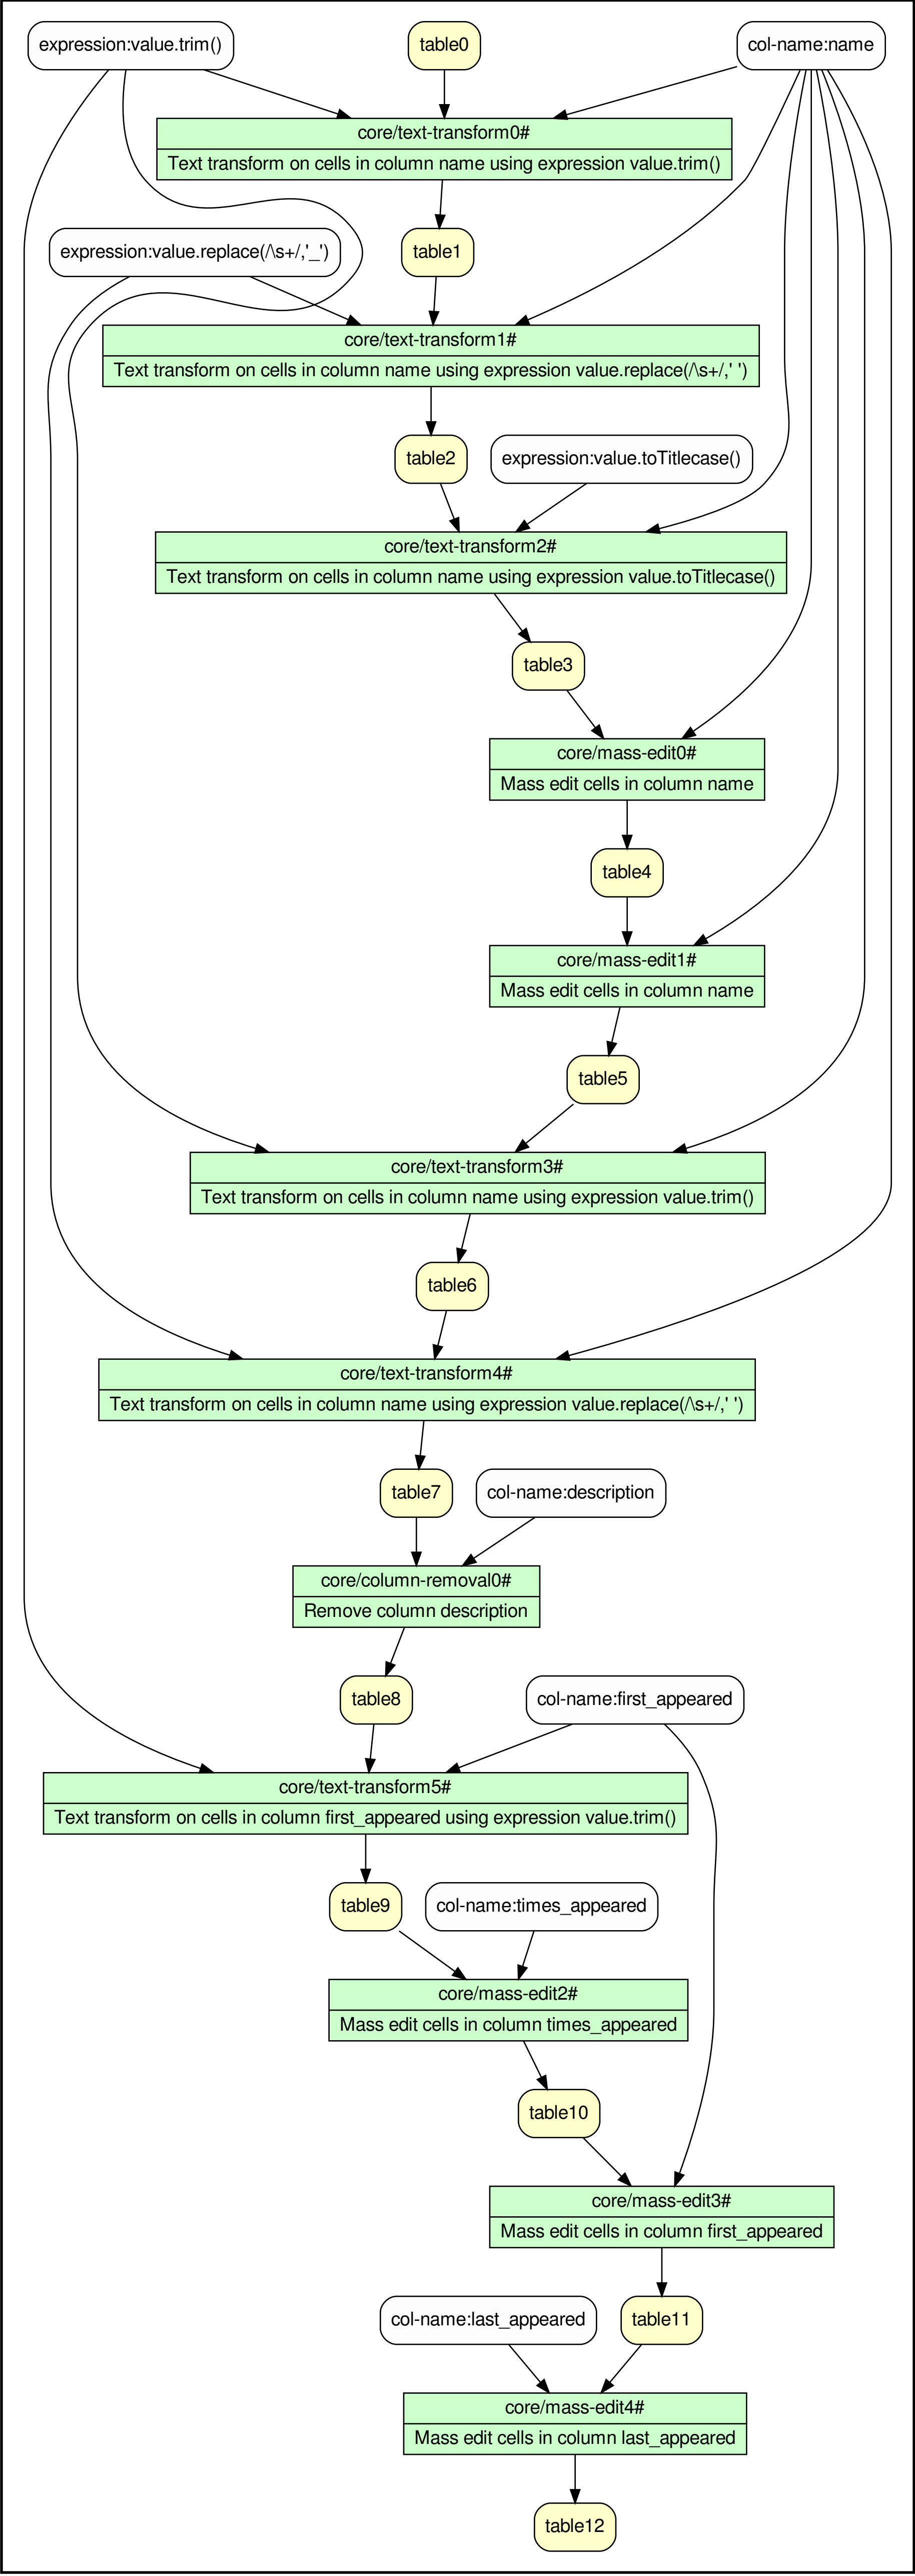 expression:value.trim()
table0
col-name:name
core/text-transform0#
Text transform on cells in column name using expression value.trim()
expression:value.replace(/\s+/,'_')
table1
core/text-transform1#
Text transform on cells in column name using expression value.replace(/\s+/,' ')
table2
expression:value.toTitlecase()
core/text-transform2#
Text transform on cells in column name using expression value.toTitlecase()
table3
core/mass-edit0#
Mass edit cells in column name
table4
core/mass-edit1#
Mass edit cells in column name
table5
core/text-transform3#
Text transform on cells in column name using expression value.trim()
table6
core/text-transform4#
Text transform on cells in column name using expression value.replace(/\s+/,' ')
table7
col-name:description
core/column-removal0#
Remove column description
table8
col-name:first_appeared
core/text-transform5#
Text transform on cells in column first_appeared using expression value.trim()
table9
col-name:times_appeared
core/mass-edit2#
Mass edit cells in column times_appeared
table10
core/mass-edit3#
Mass edit cells in column first_appeared
col-name:last_appeared
table11
core/mass-edit4#
Mass edit cells in column last_appeared
table12